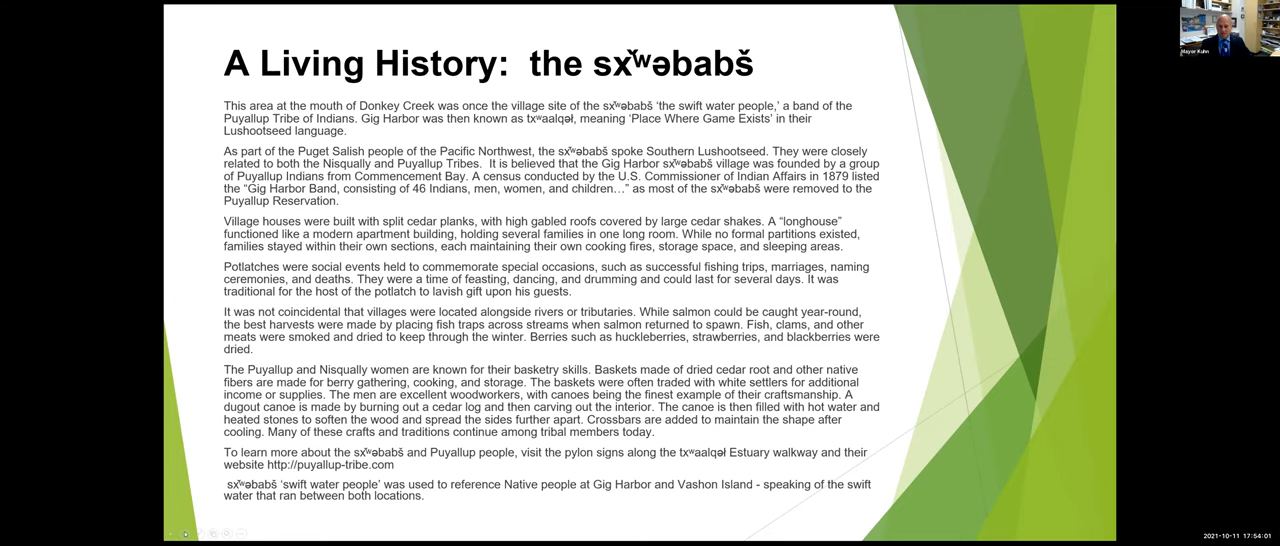 A Living History:  the sx̌ʷəbabš
This area at the mouth of Donkey Creek was once the village site of the sx̌ʷəbabš ‘the swift water people,’ a band of the
Puyallup Tribe of Indians. Gig Harbor was then known as txʷaalqəł, meaning ‘Place Where Game Exists’ in their
Lushootseed language.
As part of the Puget Salish people of the Pacific Northwest, the sx̌ʷəbabš spoke Southern Lushootseed. They were closely
related to both the Nisqually and Puyallup Tribes.  It is believed that the Gig Harbor sx̌ʷəbabš village was founded by a group
of Puyallup Indians from Commencement Bay. A census conducted by the U.S. Commissioner of Indian Affairs in 1879 listed
the “Gig Harbor Band, consisting of 46 Indians, men, women, and children…” as most of the sx̌ʷəbabš were removed to the
Puyallup Reservation.
Village houses were built with split cedar planks, with high gabled roofs covered by large cedar shakes. A “longhouse”
functioned like a modern apartment building, holding several families in one long room. While no formal partitions existed,
families stayed within their own sections, each maintaining their own cooking fires, storage space, and sleeping areas.
Potlatches were social events held to commemorate special occasions, such as successful fishing trips, marriages, naming
ceremonies, and deaths. They were a time of feasting, dancing, and drumming and could last for several days. It was
traditional for the host of the potlatch to lavish gift upon his guests.
It was not coincidental that villages were located alongside rivers or tributaries. While salmon could be caught year-round,
the best harvests were made by placing fish traps across streams when salmon returned to spawn. Fish, clams, and other
meats were smoked and dried to keep through the winter. Berries such as huckleberries, strawberries, and blackberries were
dried.
The Puyallup and Nisqually women are known for their basketry skills. Baskets made of dried cedar root and other native
fibers are made for berry gathering, cooking, and storage. The baskets were often traded with white settlers for additional
income or supplies. The men are excellent woodworkers, with canoes being the finest example of their craftsmanship. A
dugout canoe is made by burning out a cedar log and then carving out the interior. The canoe is then filled with hot water and
heated stones to soften the wood and spread the sides further apart. Crossbars are added to maintain the shape after
cooling. Many of these crafts and traditions continue among tribal members today.
To learn more about the sx̌ʷəbabš and Puyallup people, visit the pylon signs along the txʷaalqəł Estuary walkway and their
website http://puyallup-tribe.com
sx̌ʷəbabš ‘swift water people’ was used to reference Native people at Gig Harbor and Vashon Island - speaking of the swift
water that ran between both locations.
Mayor Kuhn
2021-10-11 17:54:01